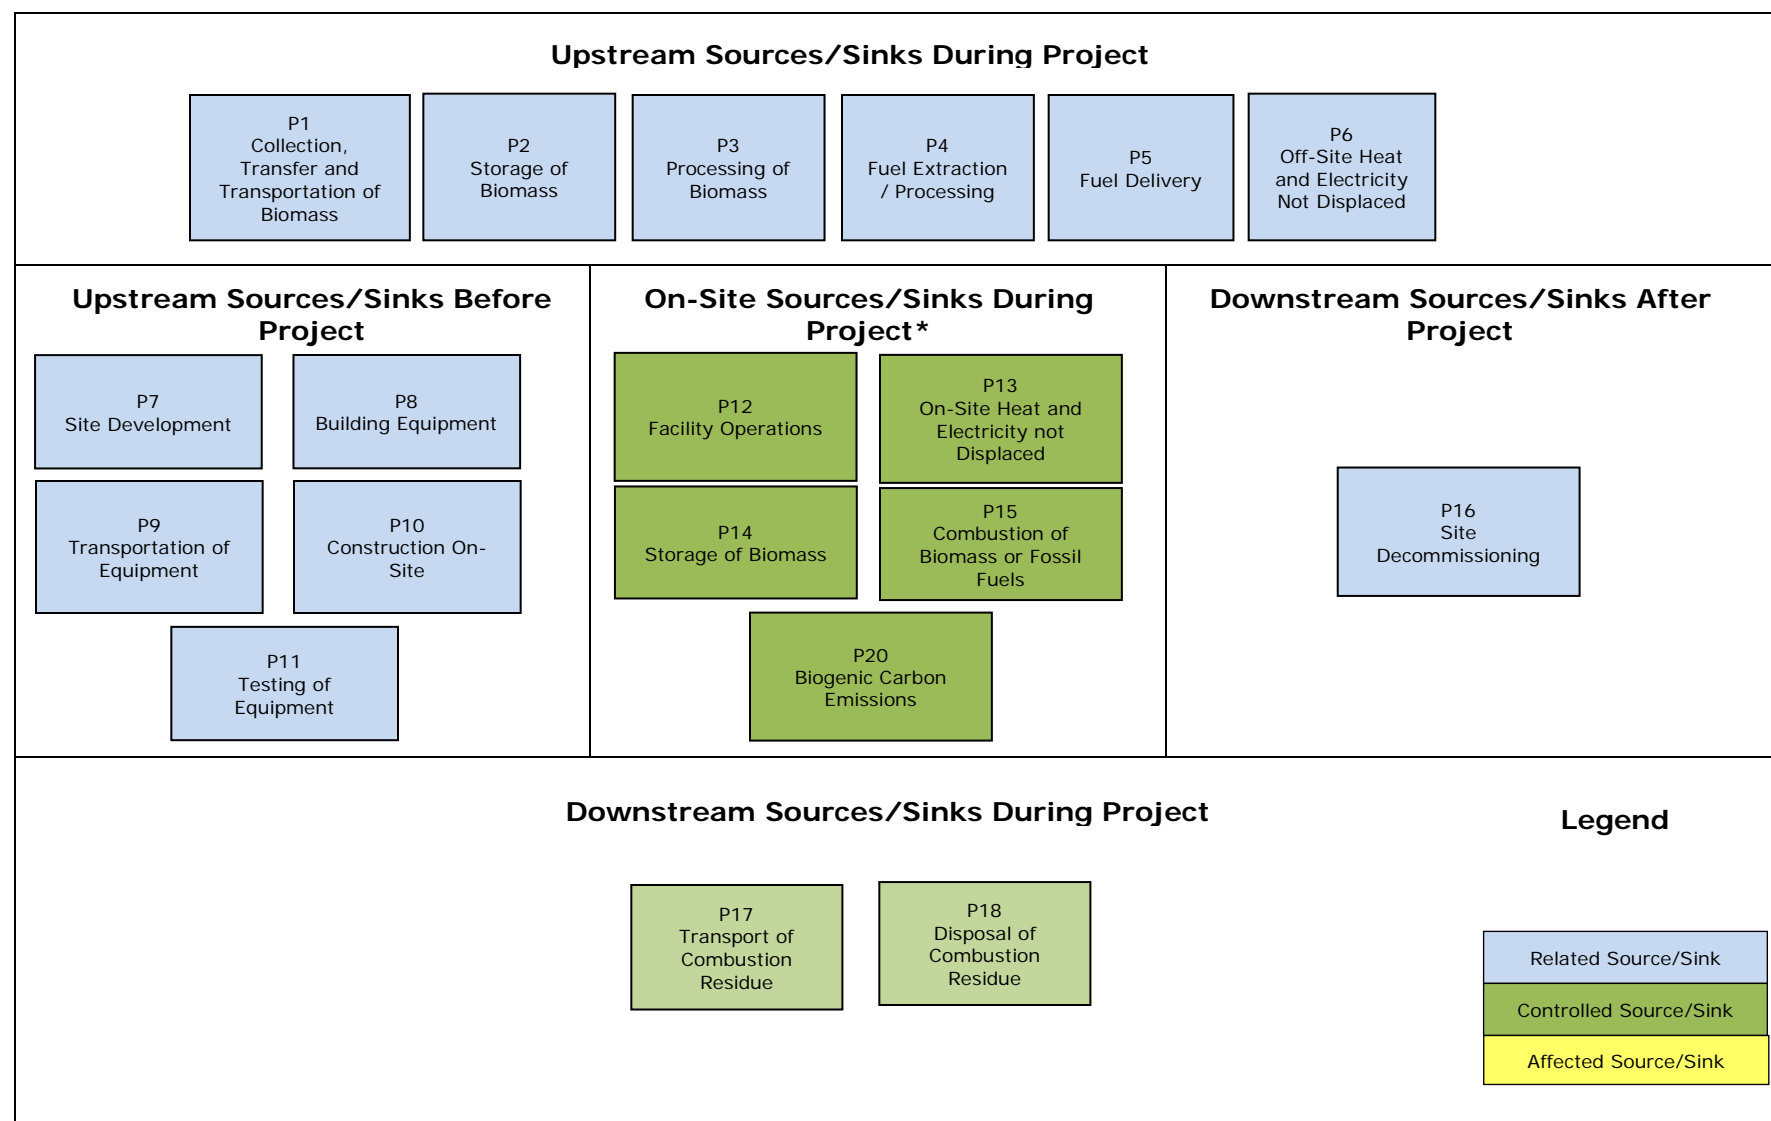 Upstream Sources/Sinks During Project
P1
Collection,
Transfer and
Transportation of
Biomass
P2
Storage of
Biomass
P3
Processing of
Biomass
P4
Fuel Extraction
/ Processing
P5
Fuel Delivery
P6
Off-Site Heat
and Electricity
Not Displaced
Upstream Sources/Sinks Before
Project
P7
Site Development
P8
Building Equipment
P9
Transportation of
Equipment
P10
Construction On-
Site
P11
Testing of
Equipment
On-Site Sources/Sinks During
Project*
P12
Facility Operations
P13
On-Site Heat and
Electricity not
Displaced
P14
Storage of Biomass
P15
Combustion of
Biomass or Fossil
Fuels
P20
Biogenic Carbon
Emissions
Downstream Sources/Sinks After
Project
P16
Site
Decommissioning
Downstream Sources/Sinks During Project
P17
Transport of
Combustion
Residue
P18
Disposal of
Combustion
Residue
Legend
Related Source/Sink
Controlled Source/Sink
Affected Source/Sink